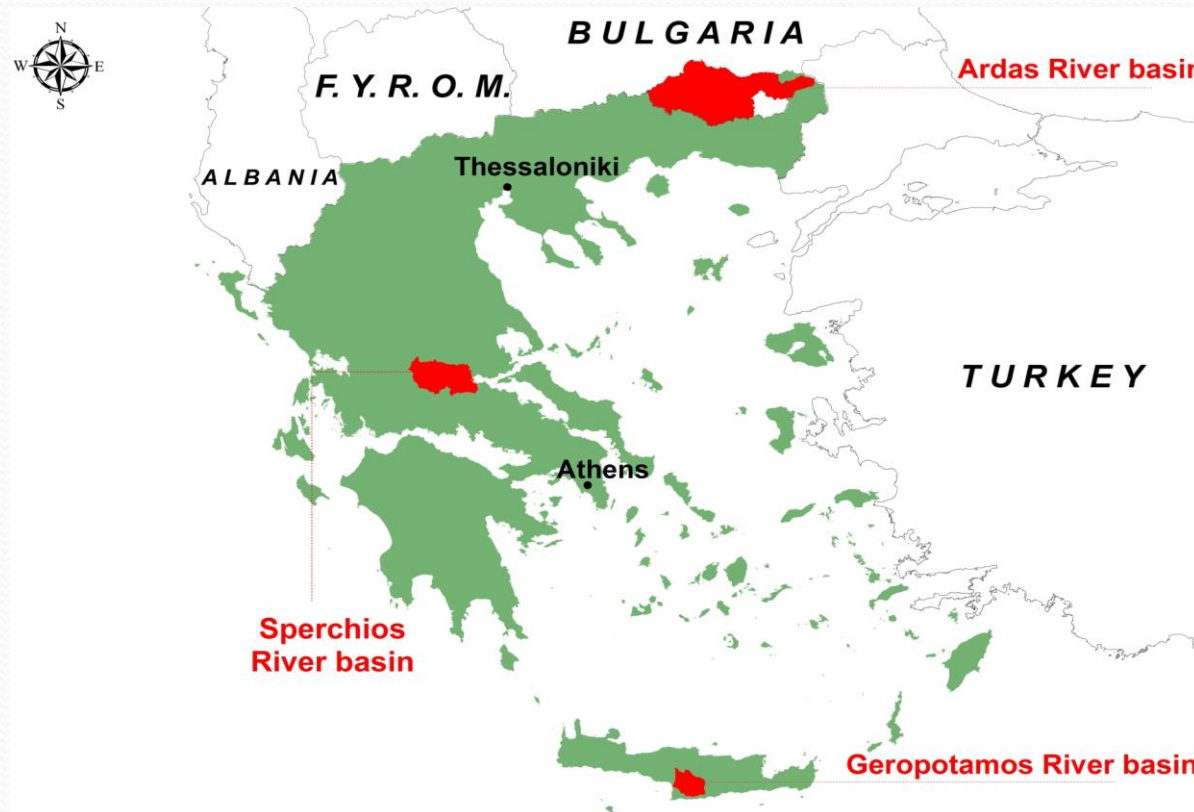 N
W E
S
BULGARIA
F. Y. R. O. M.
Ardas River basin
ALBANIA
Thessaloniki
TURKEY
Athens
Sperchios
River basin
Geropotamos River basin